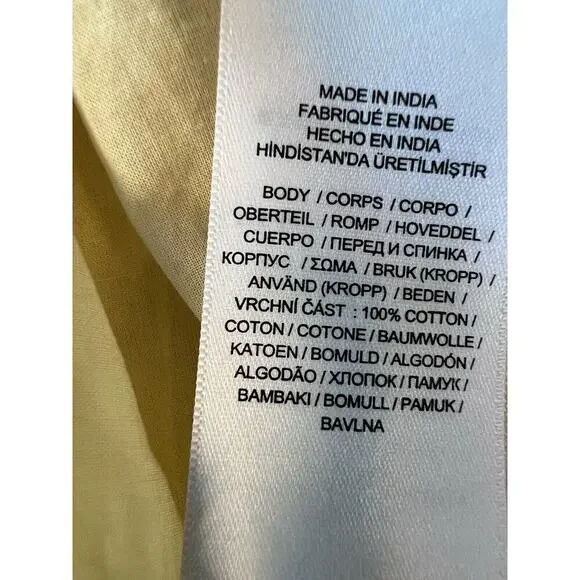 MADE IN INDIA
FABRIQUÉ EN INDE
HECHO EN INDIA
HİNDİSTAN'DA ÜRETİLMİŞTİR
BODY / CORPS / CORPO /
OBERTEIL / ROMP / HOVEDDEL /
CUERPO / ПЕРЕД И СПИНКА /
КОРПУС / ΣΩΜΑ / BRUK (KROPP) /
ANVÄND (KROPP) / BEDEN /
VRCHNÍ ČÁST : 100% COTTON /
COTON / COTONE / BAUMWOLLE /
KATOEN / BOMULD / ALGODÓN /
ALGODÃO / ХЛОПОК / ПАМУК /
ΒΑΜΒΑΚΙ / BOMULL / PAMUK /
BAVLNA